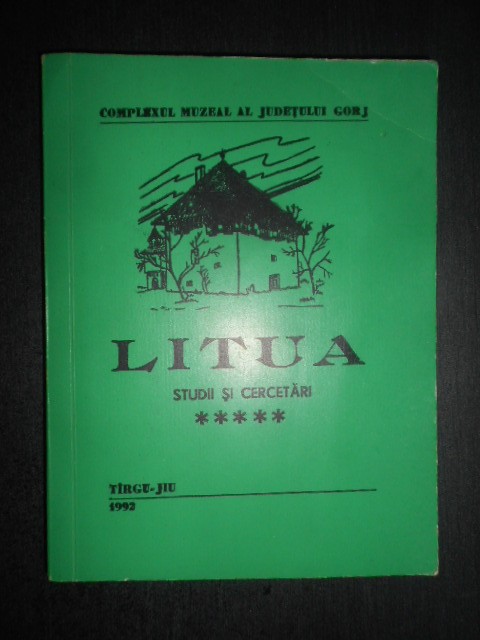 COMPLEXUL MUZEAL AL JUDEȚULUI GORJ
LITUA
STUDII ȘI CERCETĂRI
*****
TÎRGU-JIU
1992